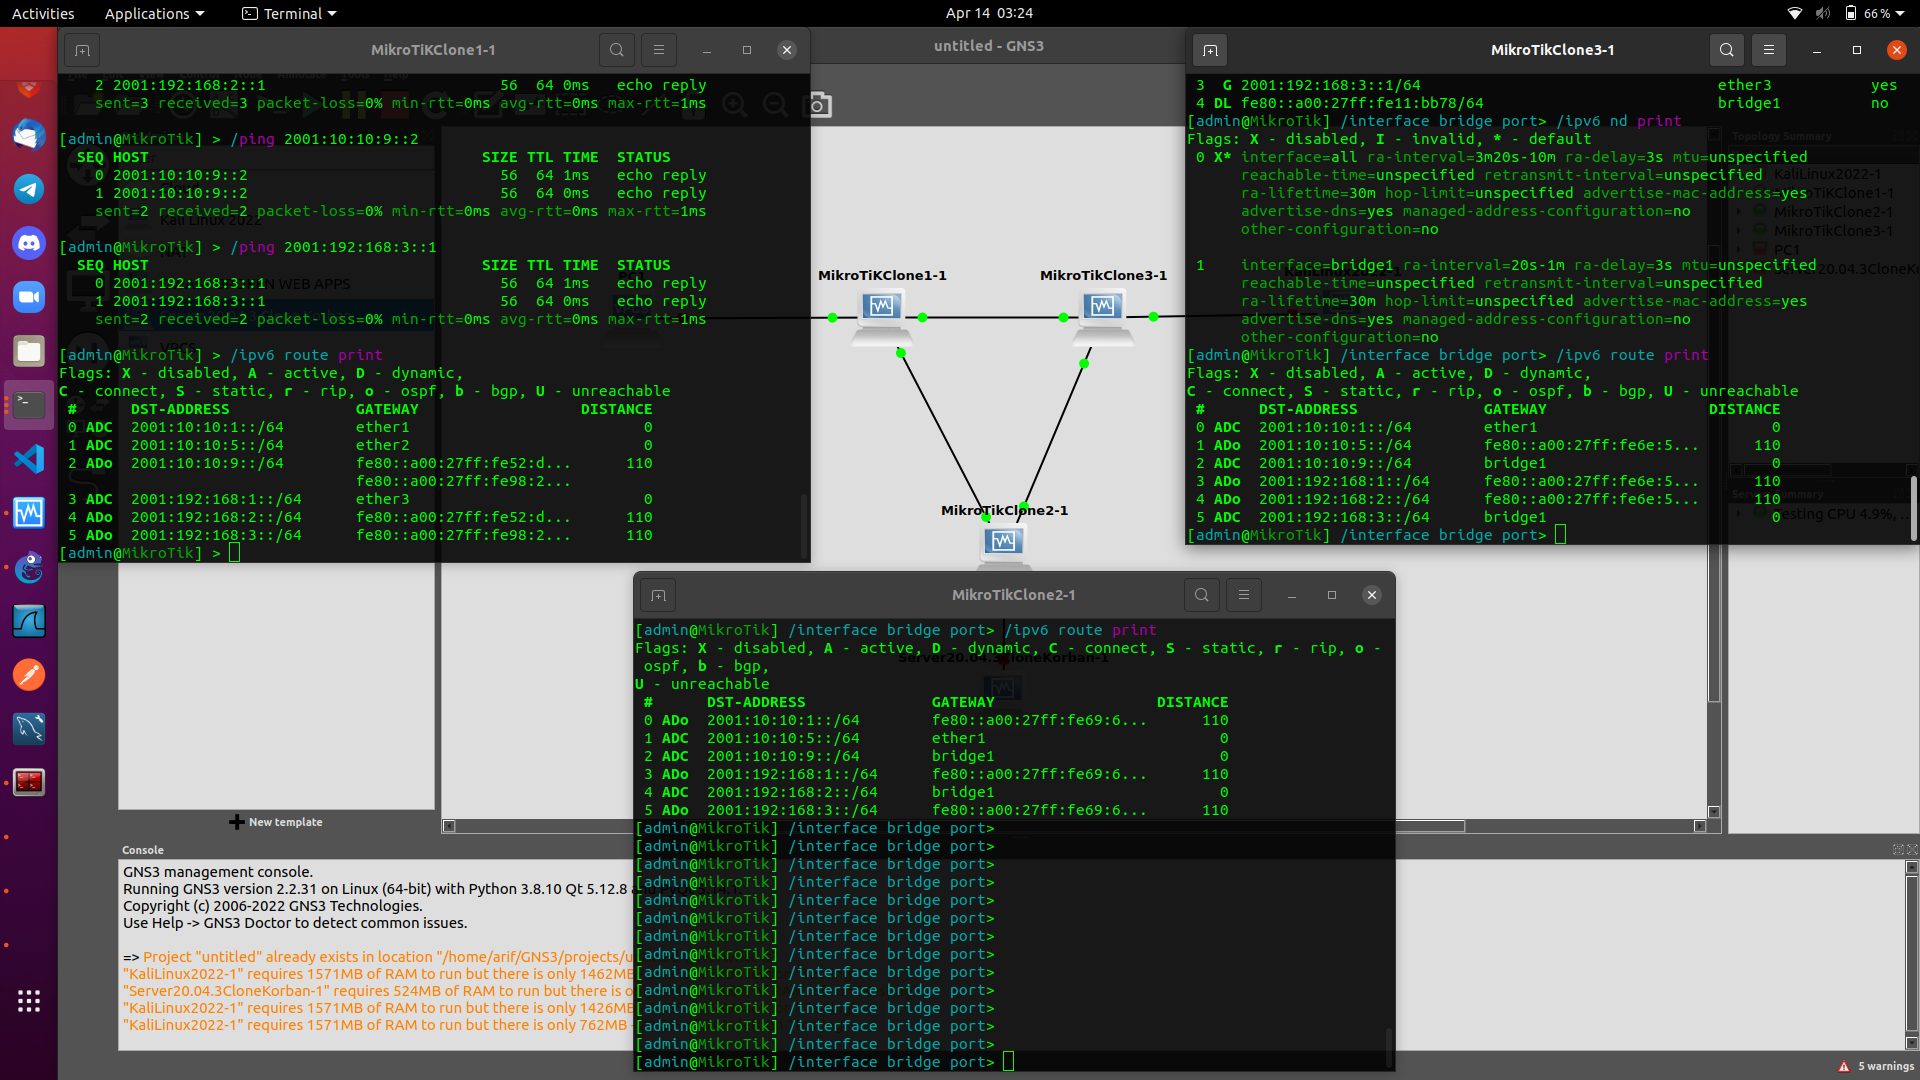 Activities
Applications
Terminal
Apr 14 03:24
66 %
MikroTiKClone1-1
2 2001:192:168:2::1 56 64 0ms echo reply
sent=3 received=3 packet-loss=0% min-rtt=0ms avg-rtt=0ms max-rtt=1ms
[admin@MikroTik] > /ping 2001:10:10:9::2
SEQ HOST SIZE TTL TIME STATUS
0 2001:10:10:9::2 56 64 1ms echo reply
1 2001:10:10:9::2 56 64 0ms echo reply
sent=2 received=2 packet-loss=0% min-rtt=0ms avg-rtt=0ms max-rtt=1ms
[admin@MikroTik] > /ping 2001:192:168:3::1
SEQ HOST SIZE TTL TIME STATUS
0 2001:192:168:3::1 56 64 1ms echo reply
1 2001:192:168:3::1 56 64 0ms echo reply
sent=2 received=2 packet-loss=0% min-rtt=0ms avg-rtt=0ms max-rtt=1ms
[admin@MikroTik] > /ipv6 route print
Flags: X - disabled, A - active, D - dynamic,
C - connect, S - static, r - rip, o - ospf, b - bgp, U - unreachable
# DST-ADDRESS GATEWAY DISTANCE
0 ADC 2001:10:10:1::/64 ether1 0
1 ADC 2001:10:10:5::/64 ether2 0
2 ADo 2001:10:10:9::/64 fe80::a00:27ff:fe52:d... 110
fe80::a00:27ff:fe98:2...
3 ADC 2001:192:168:1::/64 ether3 0
4 ADo 2001:192:168:2::/64 fe80::a00:27ff:fe52:d... 110
5 ADo 2001:192:168:3::/64 fe80::a00:27ff:fe98:2... 110
[admin@MikroTik] >
Kali Linux 2022
WEB APPS
VPCS
untitled - GNS3
MikroTiKClone1-1
MikroTikClone3-1
MikroTikClone2-1
MikroTikClone3-1
3 G 2001:192:168:3::1/64 ether3 yes
4 DL fe80::a00:27ff:fe11:bb78/64 bridge1 no
[admin@MikroTik] /interface bridge port> /ipv6 nd print
Flags: X - disabled, I - invalid, * - default
0 X* interface=all ra-interval=3m20s-10m ra-delay=3s mtu=unspecified
reachable-time=unspecified retransmit-interval=unspecified
ra-lifetime=30m hop-limit=unspecified advertise-mac-address=yes
advertise-dns=yes managed-address-configuration=no
other-configuration=no
1 interface=bridge1 ra-interval=20s-1m ra-delay=3s mtu=unspecified
reachable-time=unspecified retransmit-interval=unspecified
ra-lifetime=30m hop-limit=unspecified advertise-mac-address=yes
advertise-dns=yes managed-address-configuration=no
other-configuration=no
[admin@MikroTik] /interface bridge port> /ipv6 route print
Flags: X - disabled, A - active, D - dynamic,
C - connect, S - static, r - rip, o - ospf, b - bgp, U - unreachable
# DST-ADDRESS GATEWAY DISTANCE
0 ADC 2001:10:10:1::/64 ether1 0
1 ADo 2001:10:10:5::/64 fe80::a00:27ff:fe6e:5... 110
2 ADC 2001:10:10:9::/64 bridge1 0
3 ADo 2001:192:168:1::/64 fe80::a00:27ff:fe6e:5... 110
4 ADo 2001:192:168:2::/64 fe80::a00:27ff:fe6e:5... 110
5 ADC 2001:192:168:3::/64 bridge1 0
[admin@MikroTik] /interface bridge port>
Topology Summary
KaliLinux2022-1
MikroTikClone2-1
MikroTikClone3-1
PC1
Server20.04.3CloneKo
Testing CPU 4.9%, ...
MikroTikClone2-1
[admin@MikroTik] /interface bridge port> /ipv6 route print
Flags: X - disabled, A - active, D - dynamic, C - connect, S - static, r - rip, o -
ospf, b - bgp,
U - unreachable
# DST-ADDRESS GATEWAY DISTANCE
0 ADo 2001:10:10:1::/64 fe80::a00:27ff:fe69:6... 110
1 ADC 2001:10:10:5::/64 ether1 0
2 ADC 2001:10:10:9::/64 bridge1 0
3 ADo 2001:192:168:1::/64 fe80::a00:27ff:fe69:6... 110
4 ADC 2001:192:168:2::/64 bridge1 0
5 ADo 2001:192:168:3::/64 fe80::a00:27ff:fe69:6... 110
[admin@MikroTik] /interface bridge port>
[admin@MikroTik] /interface bridge port>
[admin@MikroTik] /interface bridge port>
[admin@MikroTik] /interface bridge port>
[admin@MikroTik] /interface bridge port>
[admin@MikroTik] /interface bridge port>
[admin@MikroTik] /interface bridge port>
[admin@MikroTik] /interface bridge port>
[admin@MikroTik] /interface bridge port>
[admin@MikroTik] /interface bridge port>
[admin@MikroTik] /interface bridge port>
[admin@MikroTik] /interface bridge port>
[admin@MikroTik] /interface bridge port>
[admin@MikroTik] /interface bridge port>
Server20.04.3CloneKorban-1
New template
Console
GNS3 management console.
Running GNS3 version 2.2.31 on Linux (64-bit) with Python 3.8.10 Qt 5.12.8
Copyright (c) 2006-2022 GNS3 Technologies.
Use Help -> GNS3 Doctor to detect common issues.
=> Project "untitled" already exists in location "/home/arif/GNS3/projects/u
"KaliLinux2022-1" requires 1571MB of RAM to run but there is only 1462MB
"Server20.04.3CloneKorban-1" requires 524MB of RAM to run but there is o
"KaliLinux2022-1" requires 1571MB of RAM to run but there is only 1426MB
"KaliLinux2022-1" requires 1571MB of RAM to run but there is only 762MB
5 warnings